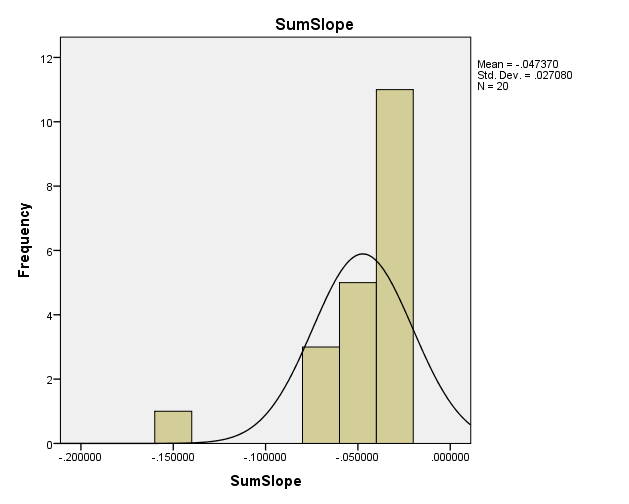 SumSlope
Mean = -.047370
Std. Dev. = .027080
N = 20
12
10
8
6
4
2
0
Frequency
-.200000 -.150000 -.100000 -.050000 .000000
SumSlope